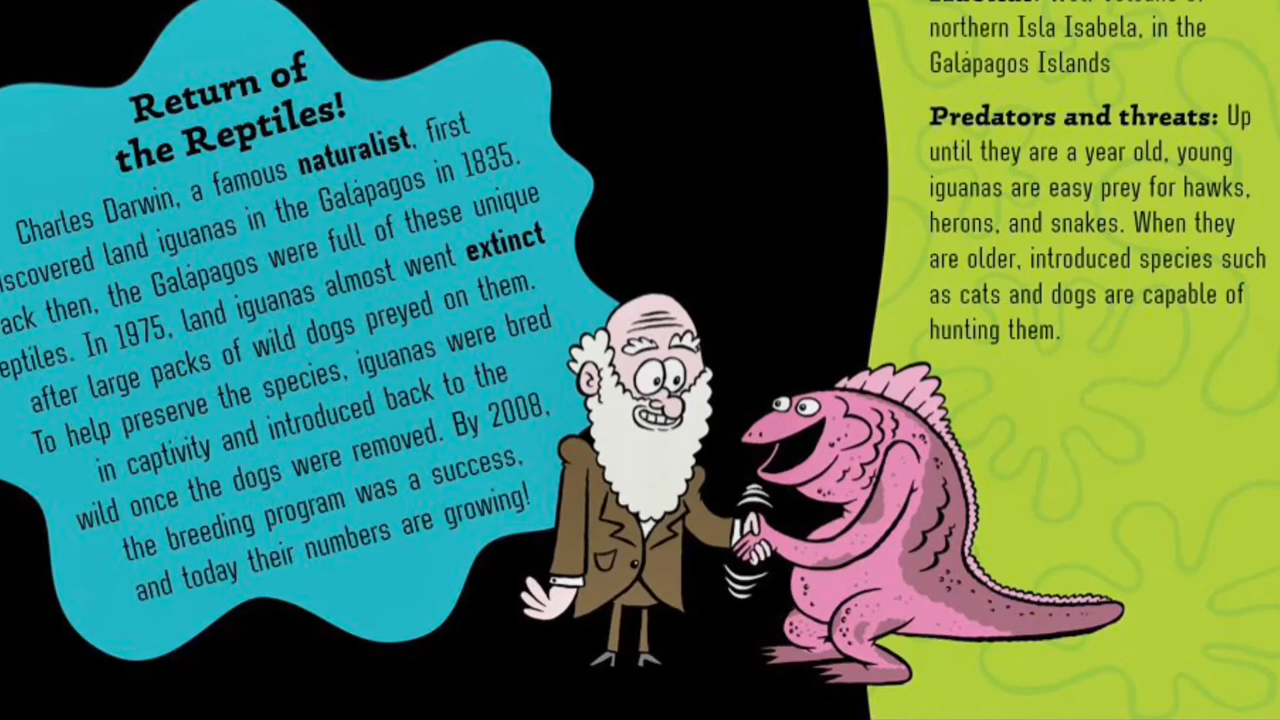 Return of
the Reptiles!
Charles Darwin, a famous naturalist, first
iscovered land iguanas in the Galápagos in 1835.
ack then, the Galápagos were full of these unique
eptiles. In 1975, land iguanas almost went extinct
after large packs of wild dogs preyed on them.
To help preserve the species, iguanas were bred
in captivity and introduced back to the
wild once the dogs were removed. By 2008,
the breeding program was a success,
and today their numbers are growing!
northern Isla Isabela, in the
Galápagos Islands
Predators and threats: Up
until they are a year old, young
iguanas are easy prey for hawks,
herons, and snakes. When they
are older, introduced species such
as cats and dogs are capable of
hunting them.